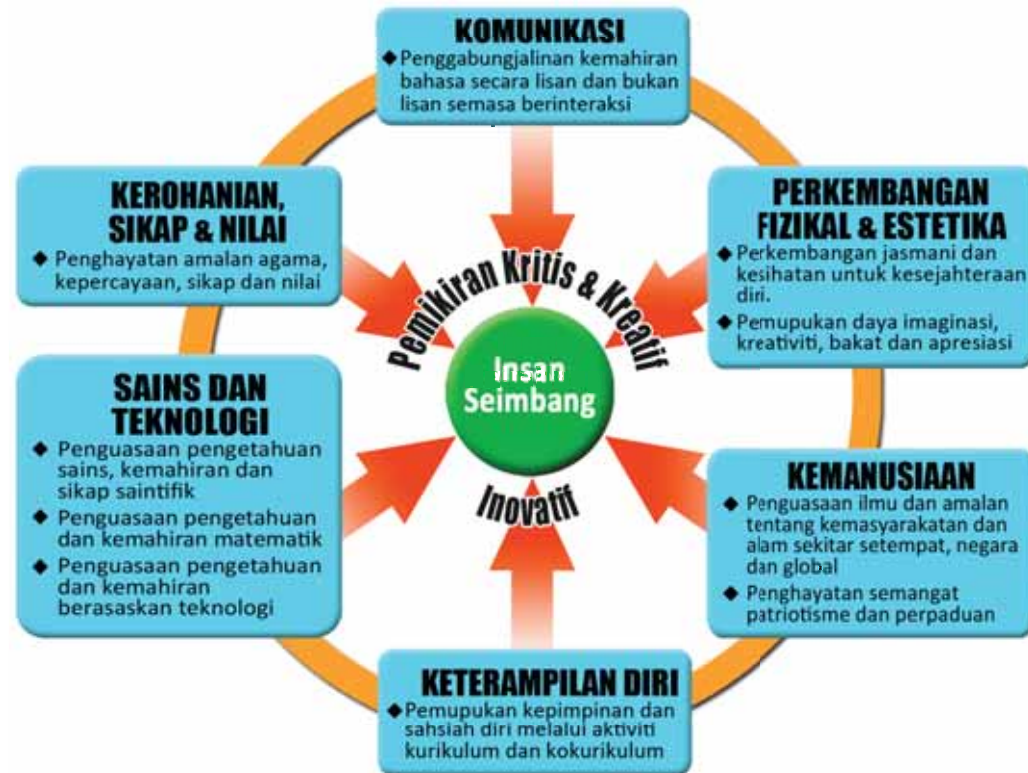 KOMUNIKASI
◆Penggabungjalinan kemahiran
bahasa secara lisan dan bukan
lisan semasa berinteraksi
PERKEMBANGAN
FIZIKAL & ESTETIKA
◆ Perkembangan jasmani dan
kesihatan untuk kesejahteraan
diri.
◆ Pemupukan daya imaginasi,
kreativiti, bakat dan apresiasi
KEMANUSIAAN
◆ Penguasaan ilmu dan amalan
tentang kemasyarakatan dan
alam sekitar setempat, negara
dan global
◆ Penghayatan semangat
patriotisme dan perpaduan
KETERAMPILAN DIRI
◆Pemupukan kepimpinan dan
sahsiah diri melalui aktiviti
kurikulum dan kokurikulum
SAINS DAN
TEKNOLOGI
◆ Penguasaan pengetahuan
sains, kemahiran dan
sikap saintifik
◆ Penguasaan pengetahuan
dan kemahiran matematik
◆ Penguasaan pengetahuan
dan kemahiran
berasaskan teknologi
KEROHANIAN,
SIKAP & NILAI
◆ Penghayatan amalan agama,
kepercayaan, sikap dan nilai
Pemikiran Kritis & Kreatif
Insan
Seimbang
Inovatif